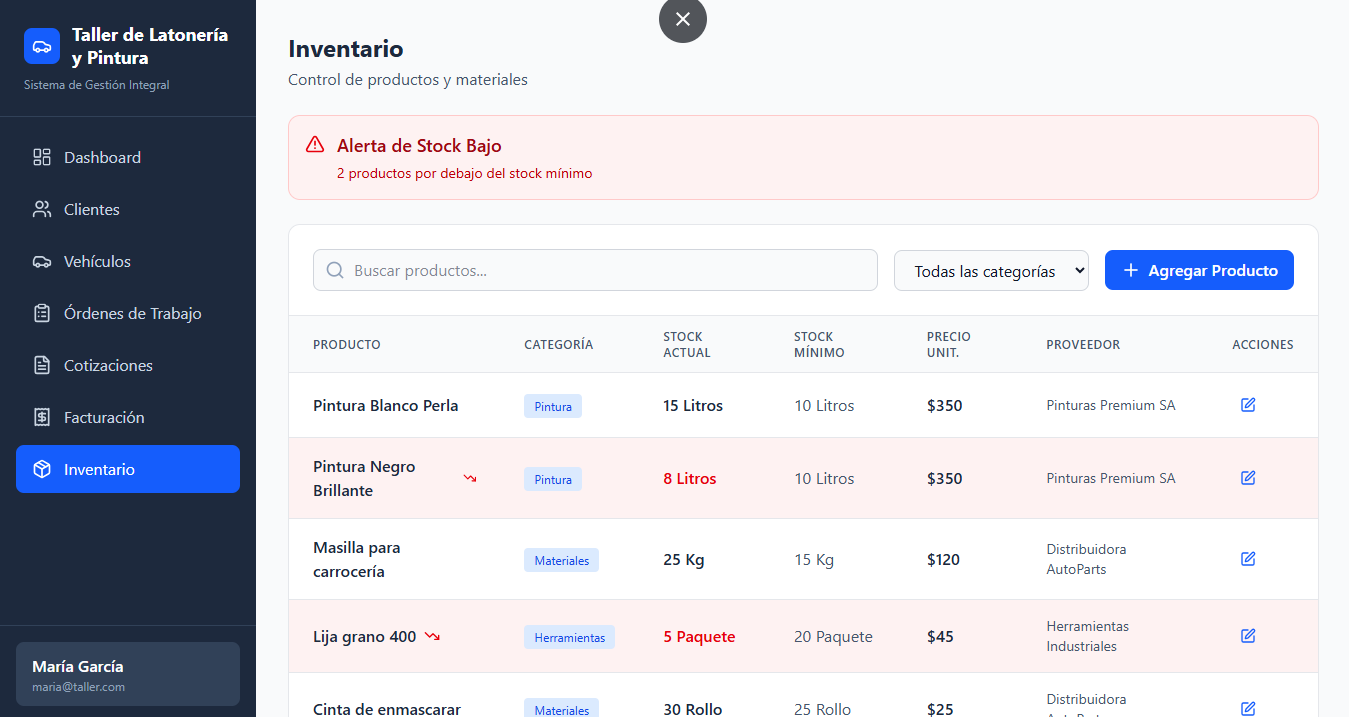 Taller de Latonería
y Pintura
Sistema de Gestión Integral
Dashboard
Clientes
Vehículos
Órdenes de Trabajo
Cotizaciones
Facturación
Inventario
María García
maria@taller.com
Inventario
Control de productos y materiales
Alerta de Stock Bajo
2 productos por debajo del stock mínimo
Buscar productos...
Todas las categorías
Agregar Producto
PRODUCTO CATEGORÍA STOCK ACTUAL STOCK MÍNIMO PRECIO UNIT. PROVEEDOR ACCIONES
Pintura Blanco Perla Pintura 15 Litros 10 Litros $350 Pinturas Premium SA
Pintura Negro Brillante Pintura 8 Litros 10 Litros $350 Pinturas Premium SA
Masilla para carrocería Materiales 25 Kg 15 Kg $120 Distribuidora AutoParts
Lija grano 400 Herramientas 5 Paquete 20 Paquete $45 Herramientas Industriales
Cinta de enmascarar Materiales 30 Rollo 25 Rollo $25 Distribuidora